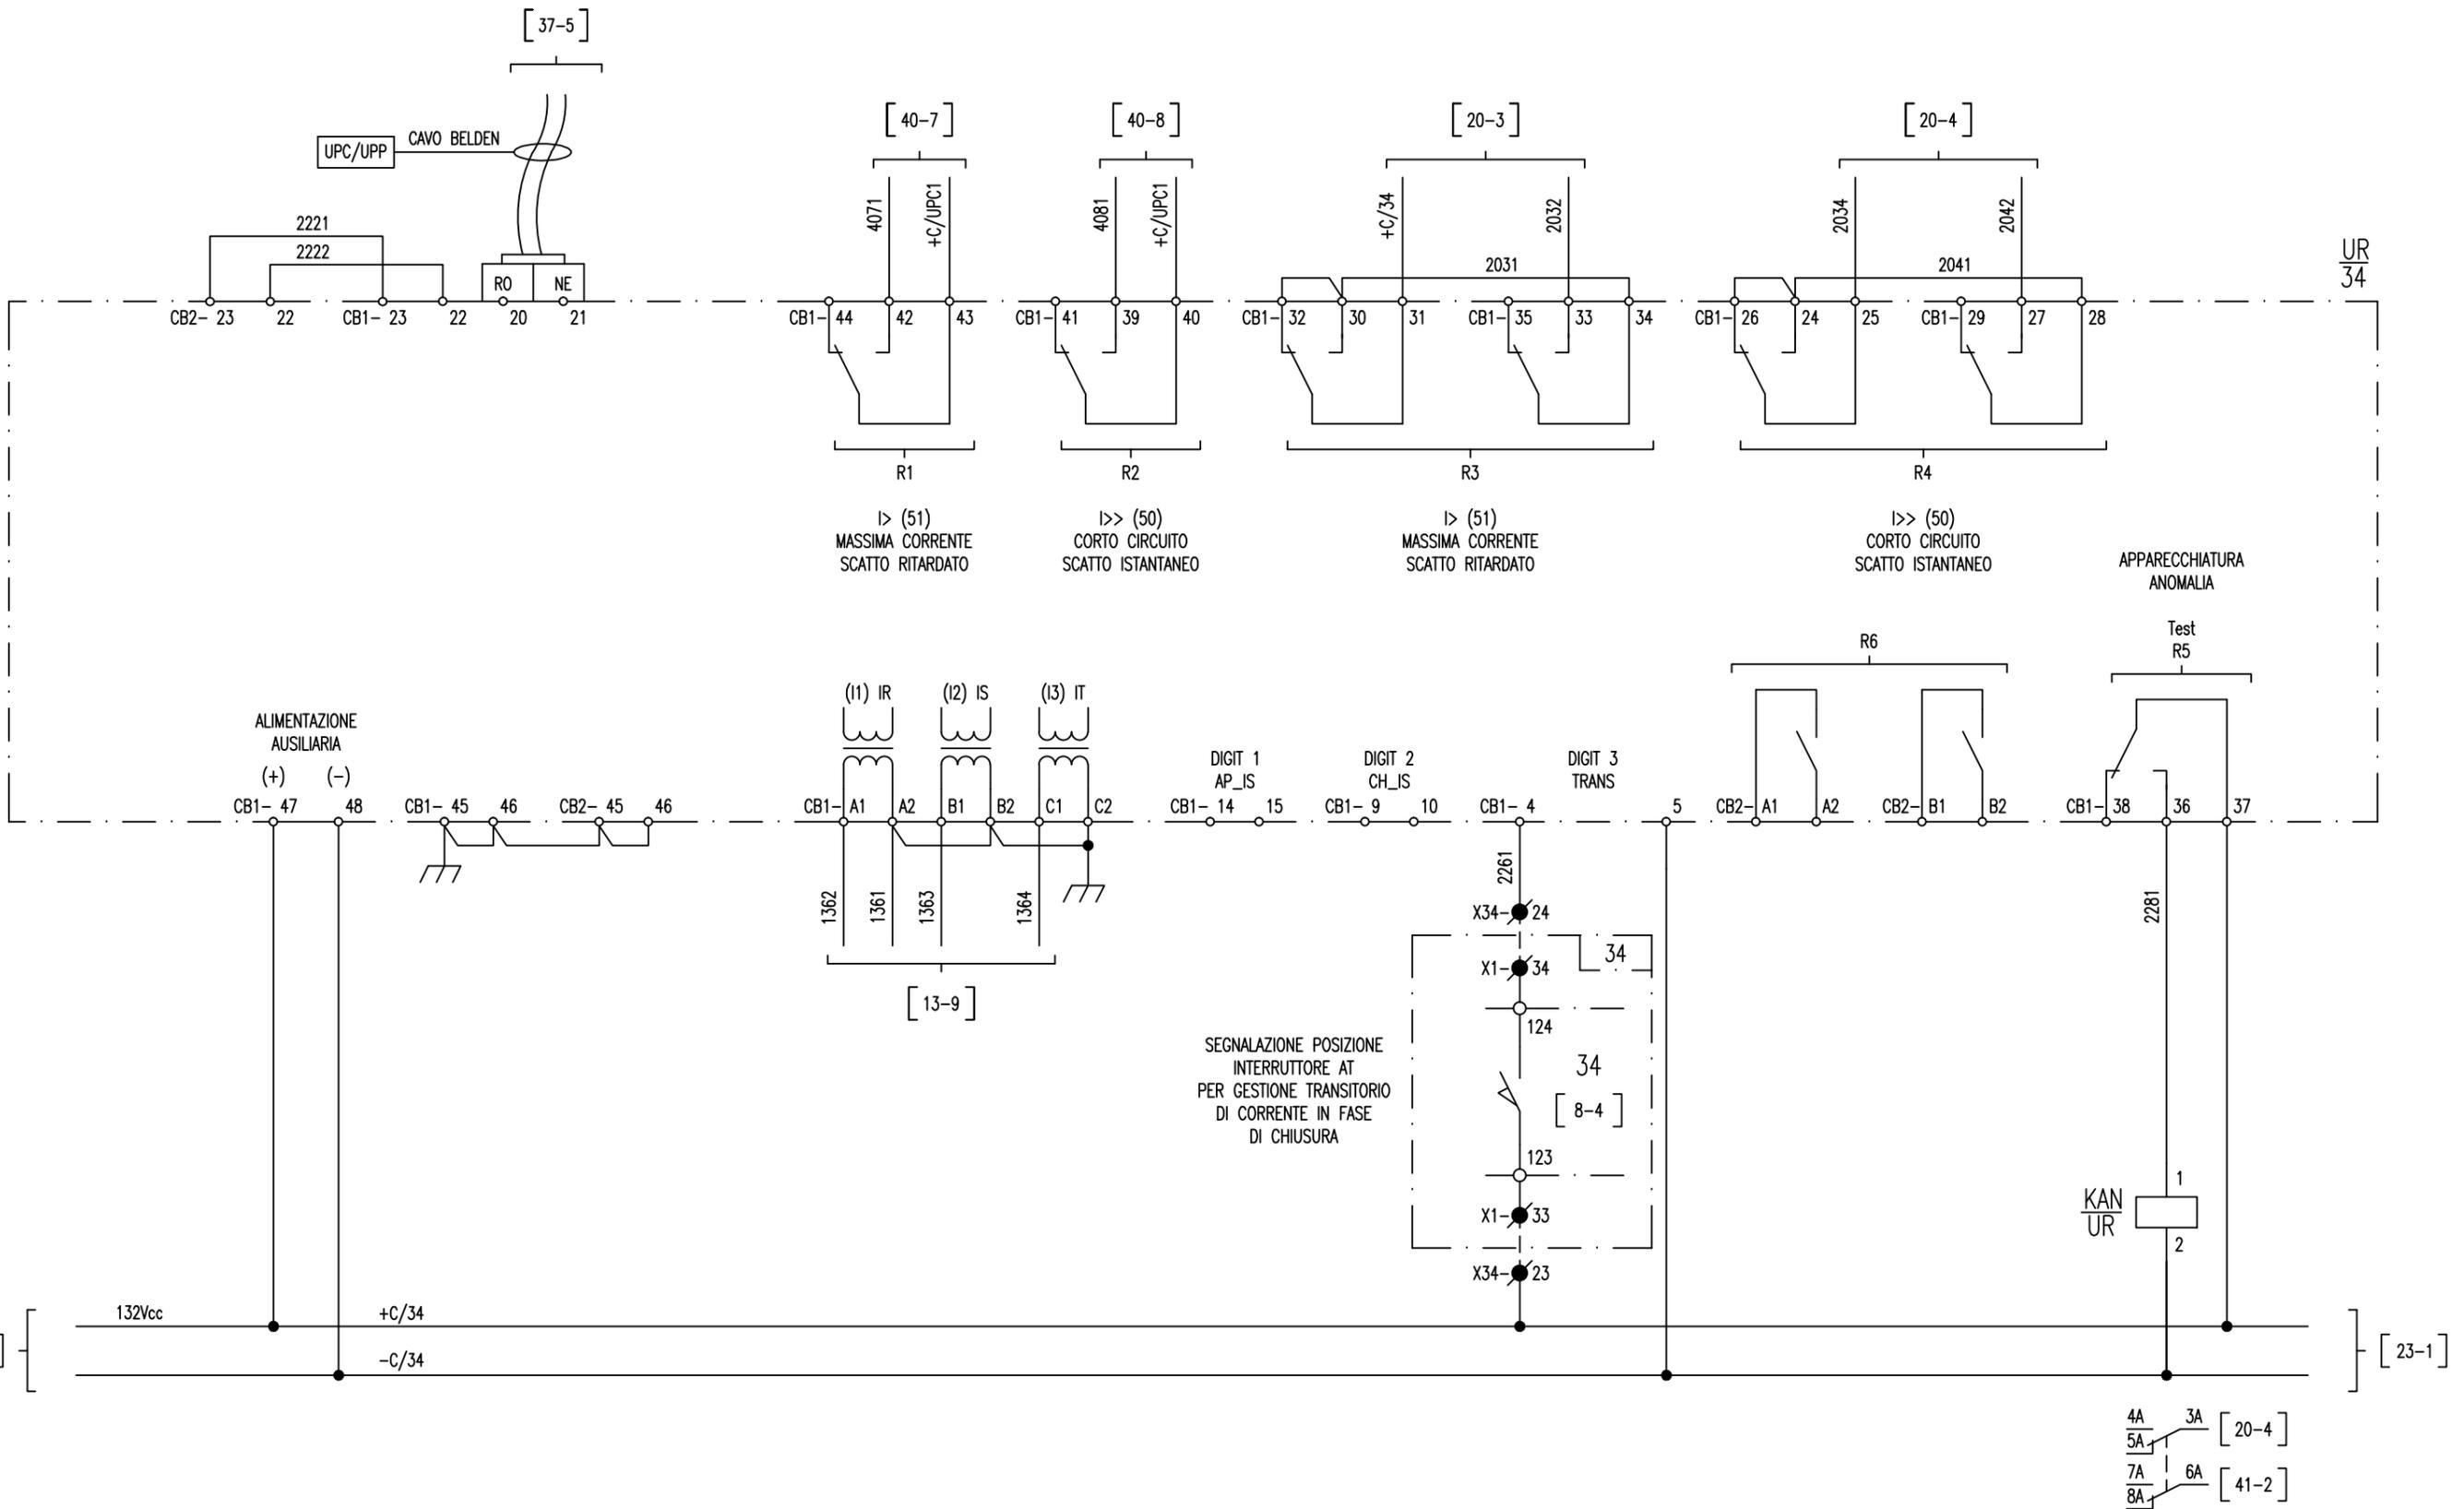 37-5
UPC/UPP CAVO BELDEN
40-7
40-8
20-3
20-4
4071
+C/UPC1
4081
+C/UPC1
+C/34
2032
2034
2042
2221
2222
RO NE
2031
2041
UR
34
CB2- 23 22 CB1- 23 22 20 21
CB1- 44 42 43
CB1- 41 39 40
CB1- 32 30 31
CB1- 35 33 34
CB1- 26 24 25
CB1- 29 27 28
R1
I> (51)
MASSIMA CORRENTE
SCATTO RITARDATO
R2
I>> (50)
CORTO CIRCUITO
SCATTO ISTANTANEO
R3
I> (51)
MASSIMA CORRENTE
SCATTO RITARDATO
R4
I>> (50)
CORTO CIRCUITO
SCATTO ISTANTANEO
APPARECCHIATURA
ANOMALIA
Test
R5
R6
ALIMENTAZIONE
AUSILIARIA
(+) (-)
(I1) IR
(I2) IS
(I3) IT
DIGIT 1
AP_IS
DIGIT 2
CH_IS
DIGIT 3
TRANS
CB1- 47 48
CB1- 45 46
CB2- 45 46
CB1- A1 A2 B1 B2 C1 C2
CB1- 14 15
CB1- 9 10
CB1- 4 5
CB2- A1 A2
CB2- B1 B2
CB1- 38 36 37
1362
1361
1363
1364
13-9
2261
2281
X34- 24
34
X1- 34
124
SEGNALAZIONE POSIZIONE
INTERRUTTORE AT
PER GESTIONE TRANSITORIO
DI CORRENTE IN FASE
DI CHIUSURA
34
8-4
123
X1- 33
X34- 23
KAN
UR
1
2
132Vcc +C/34
-C/34
23-1
4A 3A 20-4
5A
7A 6A 41-2
8A